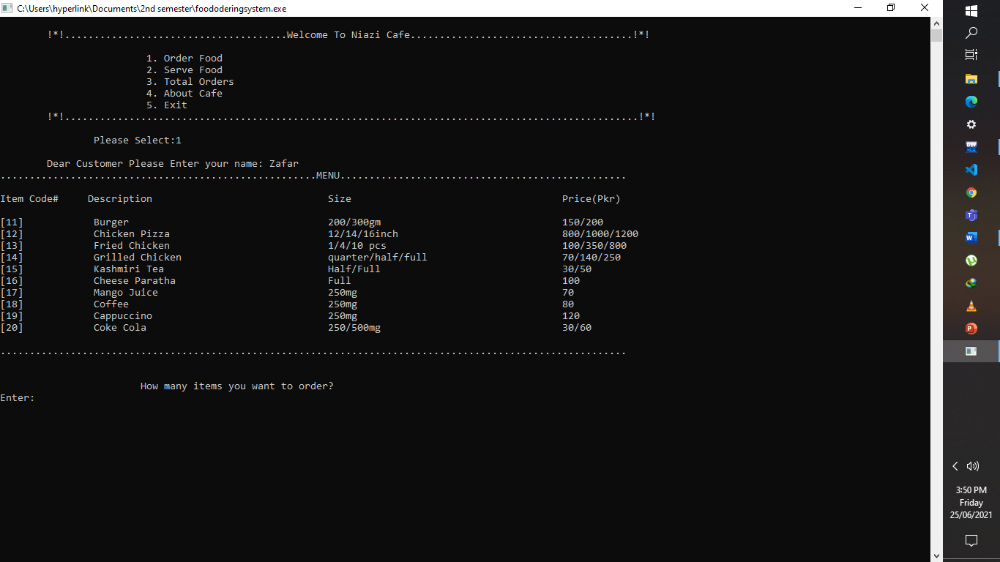 C:\Users\hyperlink\Documents\2nd semester\foododeringsystem.exe
!*!......................................Welcome To Niazi Cafe......................................!*!
1. Order Food
2. Serve Food
3. Total Orders
4. About Cafe
5. Exit
!*!..................................................................................................!*!
Please Select:1
Dear Customer Please Enter your name: Zafar
......................................................MENU.................................................
Item Code# Description Size Price(Pkr)
[11] Burger 200/300gm 150/200
[12] Chicken Pizza 12/14/16inch 800/1000/1200
[13] Fried Chicken 1/4/10 pcs 100/350/800
[14] Grilled Chicken quarter/half/full 70/140/250
[15] Kashmiri Tea Half/Full 30/50
[16] Cheese Paratha Full 100
[17] Mango Juice 250mg 70
[18] Coffee 250mg 80
[19] Cappuccino 250mg 120
[20] Coke Cola 250/500mg 30/60
...........................................................................................................
How many items you want to order?
Enter:
DEV
3:50 PM
Friday
25/06/2021